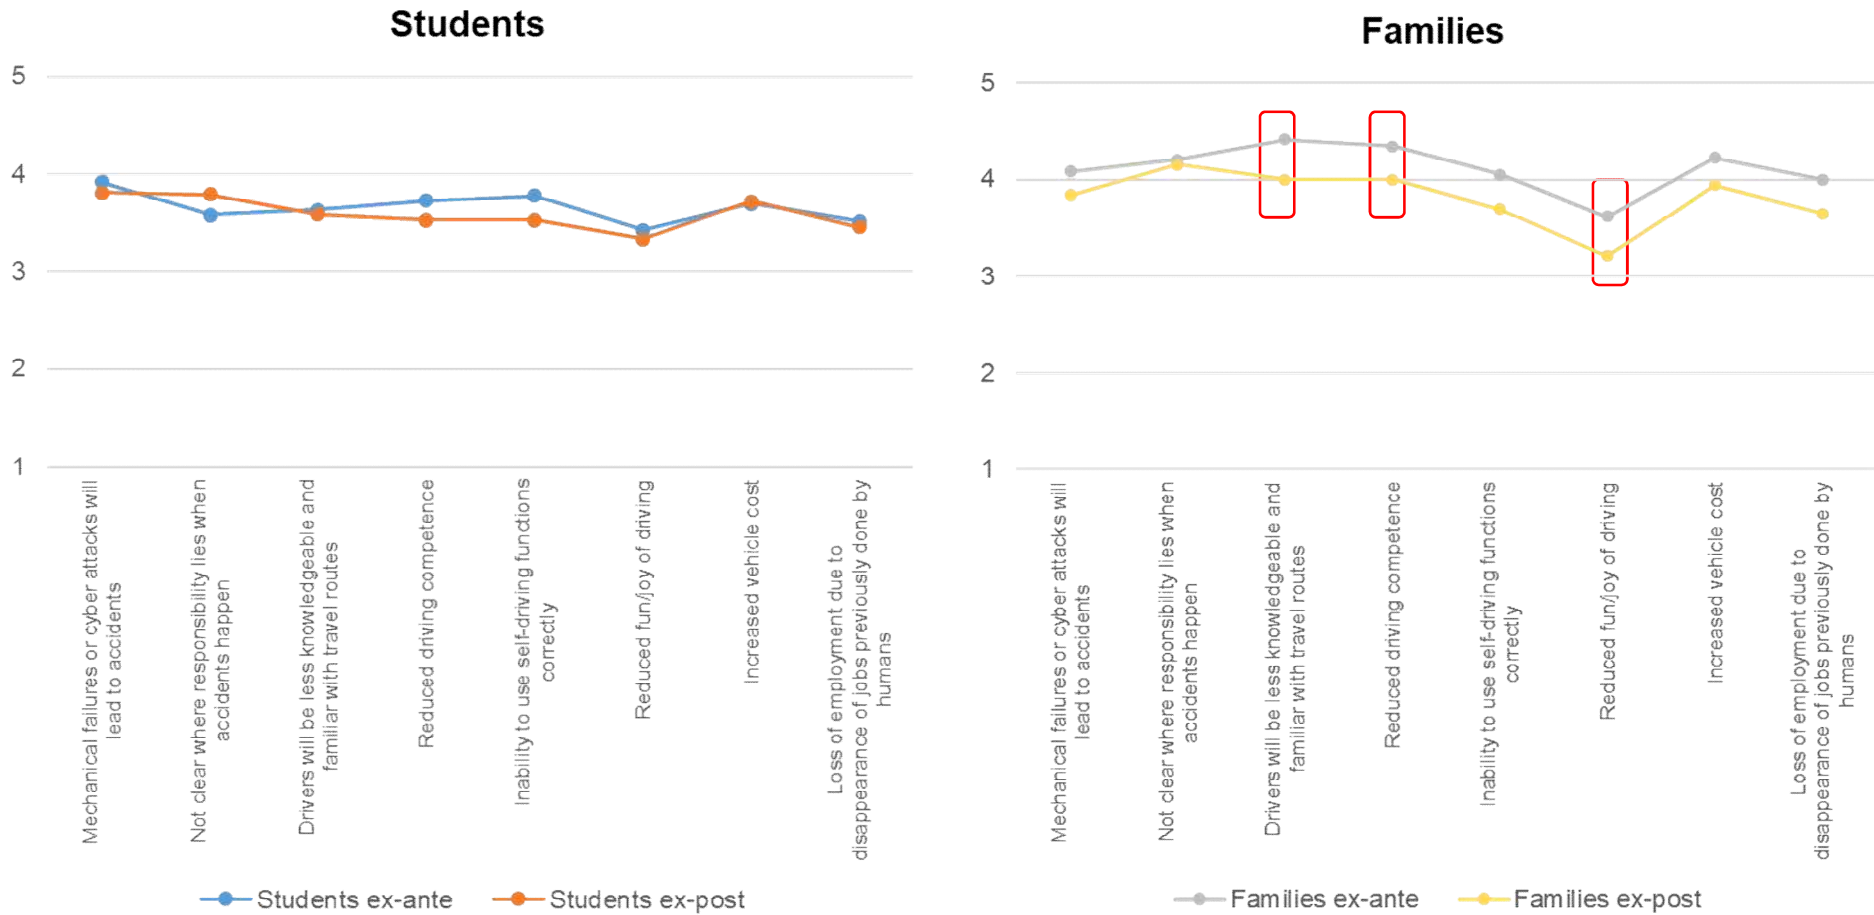 Students
5
4
3
2
1
Mechanical failures or cyber attacks will
lead to accidents
Not clear where responsibility lies when
accidents happen
Drivers will be less knowledgeable and
familiar with travel routes
Reduced driving competence
Inability to use self-driving functions
correctly
Reduced fun/joy of driving
Increased vehicle cost
Loss of employment due to
disappearance of jobs previously done by
humans
Students ex-ante
Students ex-post
Families
5
4
3
2
1
Mechanical failures or cyber attacks will
lead to accidents
Not clear where responsibility lies when
accidents happen
Drivers will be less knowledgeable and
familiar with travel routes
Reduced driving competence
Inability to use self-driving functions
correctly
Reduced fun/joy of driving
Increased vehicle cost
Loss of employment due to
disappearance of jobs previously done by
humans
Families ex-ante
Families ex-post